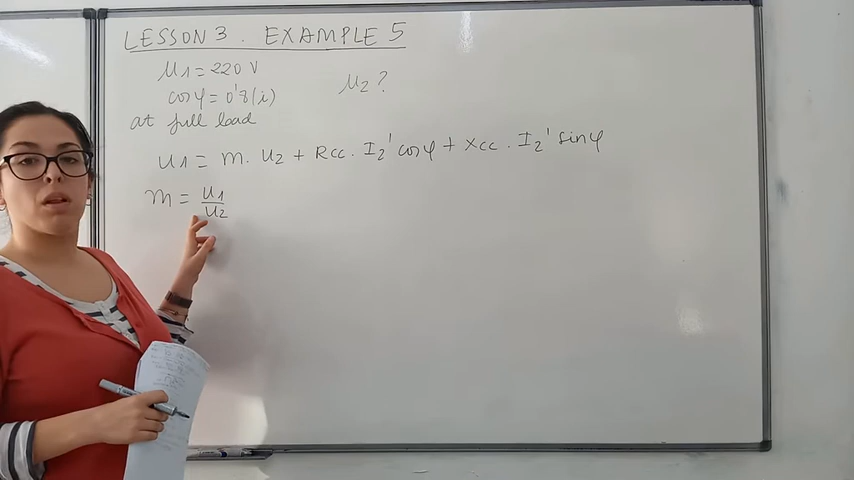 LESSON 3. EXAMPLE 5
U1 = 220 V
U2?
cosφ = 0'8 (i)
at full load
U1 = m · U2 + Rcc · I2' cosφ + Xcc · I2' sinφ
m = U1/U2